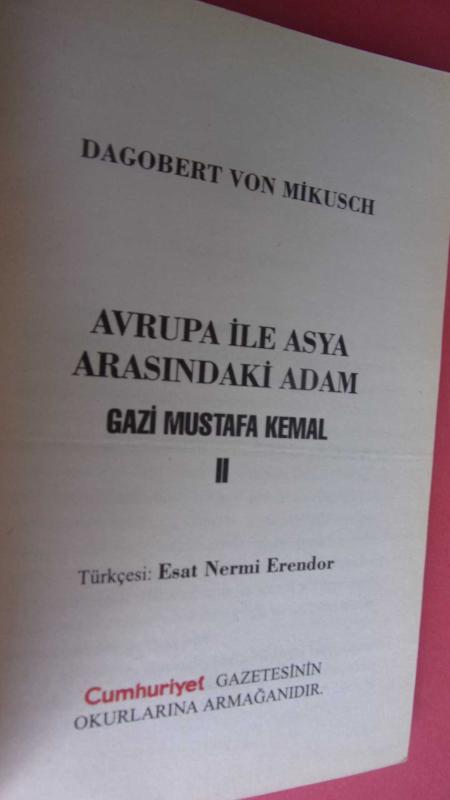 DAGOBERT VON MİKUSCH
AVRUPA İLE ASYA
ARASINDAKİ ADAM
GAZİ MUSTAFA KEMAL
II
Türkçesi: Esat Nermi Erendor
Cumhuriyet GAZETESİNİN
OKURLARINA ARMAĞANIDIR.